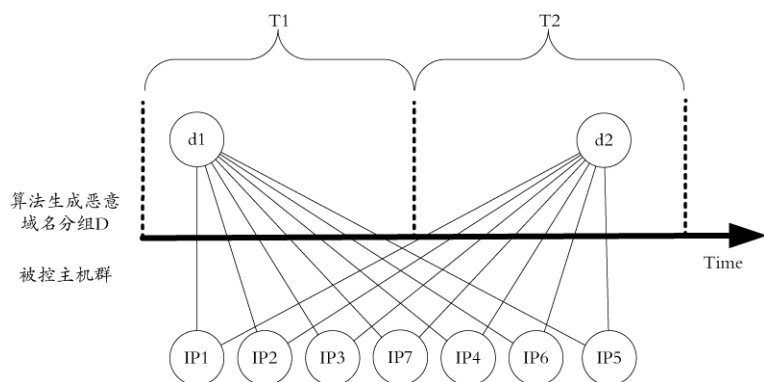 T1
T2
d1
d2
算法生成恶意
域名分组D
Time
被控主机群
IP1
IP2
IP3
IP7
IP4
IP6
IP5